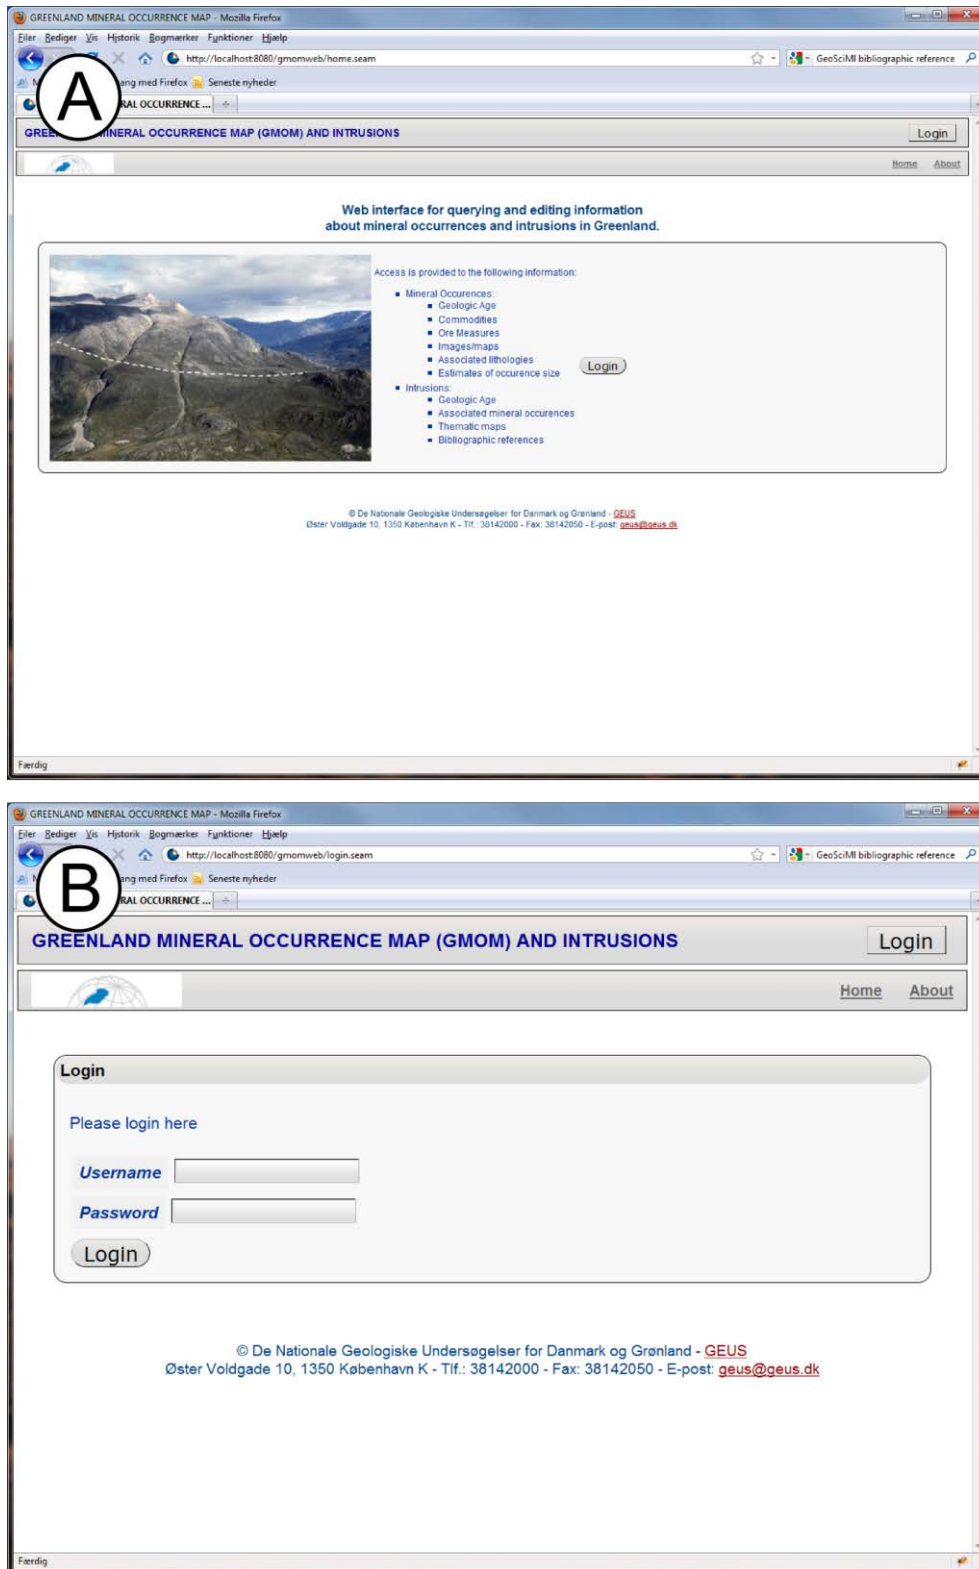 GREENLAND MINERAL OCCURRENCE MAP - Mozilla Firefox
Filer Rediger Vis Historik Bogmærker Funktioner Hjælp
http://localhost:8080/gmomweb/home.seam
GeoSciMl bibliographic reference
ang med Firefox Seneste nyheder
A
RAL OCCURRENCE ...
GREE INERAL OCCURRENCE MAP (GMOM) AND INTRUSIONS
Login
Home About
Web interface for querying and editing information
about mineral occurrences and intrusions in Greenland.
Access is provided to the following information:
Mineral Occurences:
Geologic Age
Commodities
Ore Measures
Images/maps
Associated lithologies
Estimates of occurence size
Login
Intrusions:
Geologic Age
Associated mineral occurences
Thematic maps
Bibliographic references
© De Nationale Geologiske Undersøgelser for Danmark og Grønland - GEUS
Øster Voldgade 10, 1350 København K - Tlf.: 38142000 - Fax: 38142050 - E-post: geus@geus.dk
Færdig
GREENLAND MINERAL OCCURRENCE MAP - Mozilla Firefox
Filer Rediger Vis Historik Bogmærker Funktioner Hjælp
http://localhost:8080/gmomweb/login.seam
GeoSciMl bibliographic reference
ang med Firefox Seneste nyheder
B
RAL OCCURRENCE ...
GREENLAND MINERAL OCCURRENCE MAP (GMOM) AND INTRUSIONS
Login
Home About
Login
Please login here
Username
Password
Login
© De Nationale Geologiske Undersøgelser for Danmark og Grønland - GEUS
Øster Voldgade 10, 1350 København K - Tlf.: 38142000 - Fax: 38142050 - E-post: geus@geus.dk
Færdig